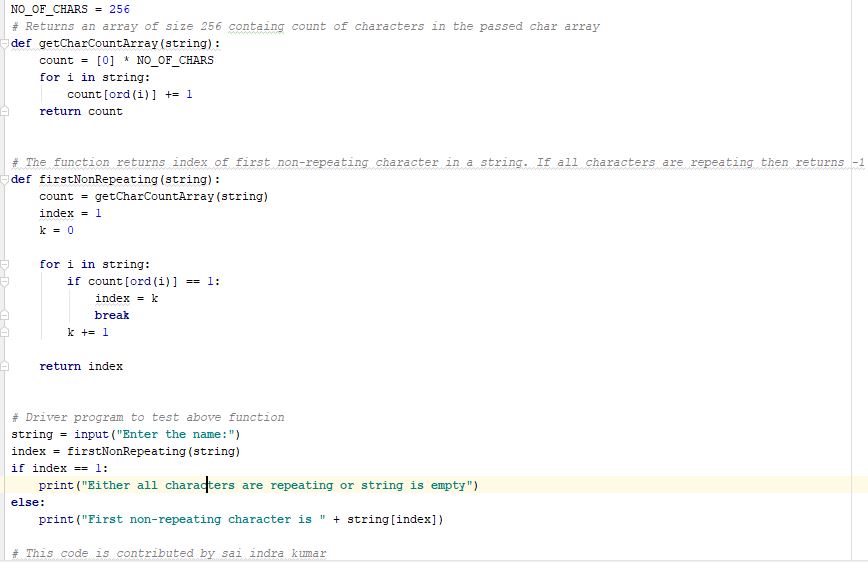 NO_OF_CHARS = 256
# Returns an array of size 256 containg count of characters in the passed char array
def getCharCountArray(string):
    count = [0] * NO_OF_CHARS
    for i in string:
        count[ord(i)] += 1
    return count
# The function returns index of first non-repeating character in a string. If all characters are repeating then returns -1
def firstNonRepeating(string):
    count = getCharCountArray(string)
    index = 1
    k = 0
    for i in string:
        if count[ord(i)] == 1:
            index = k
            break
        k += 1
    return index
# Driver program to test above function
string = input("Enter the name:")
index = firstNonRepeating(string)
if index == 1:
    print("Either all characters are repeating or string is empty")
else:
    print("First non-repeating character is " + string[index])
# This code is contributed by sai indra kumar